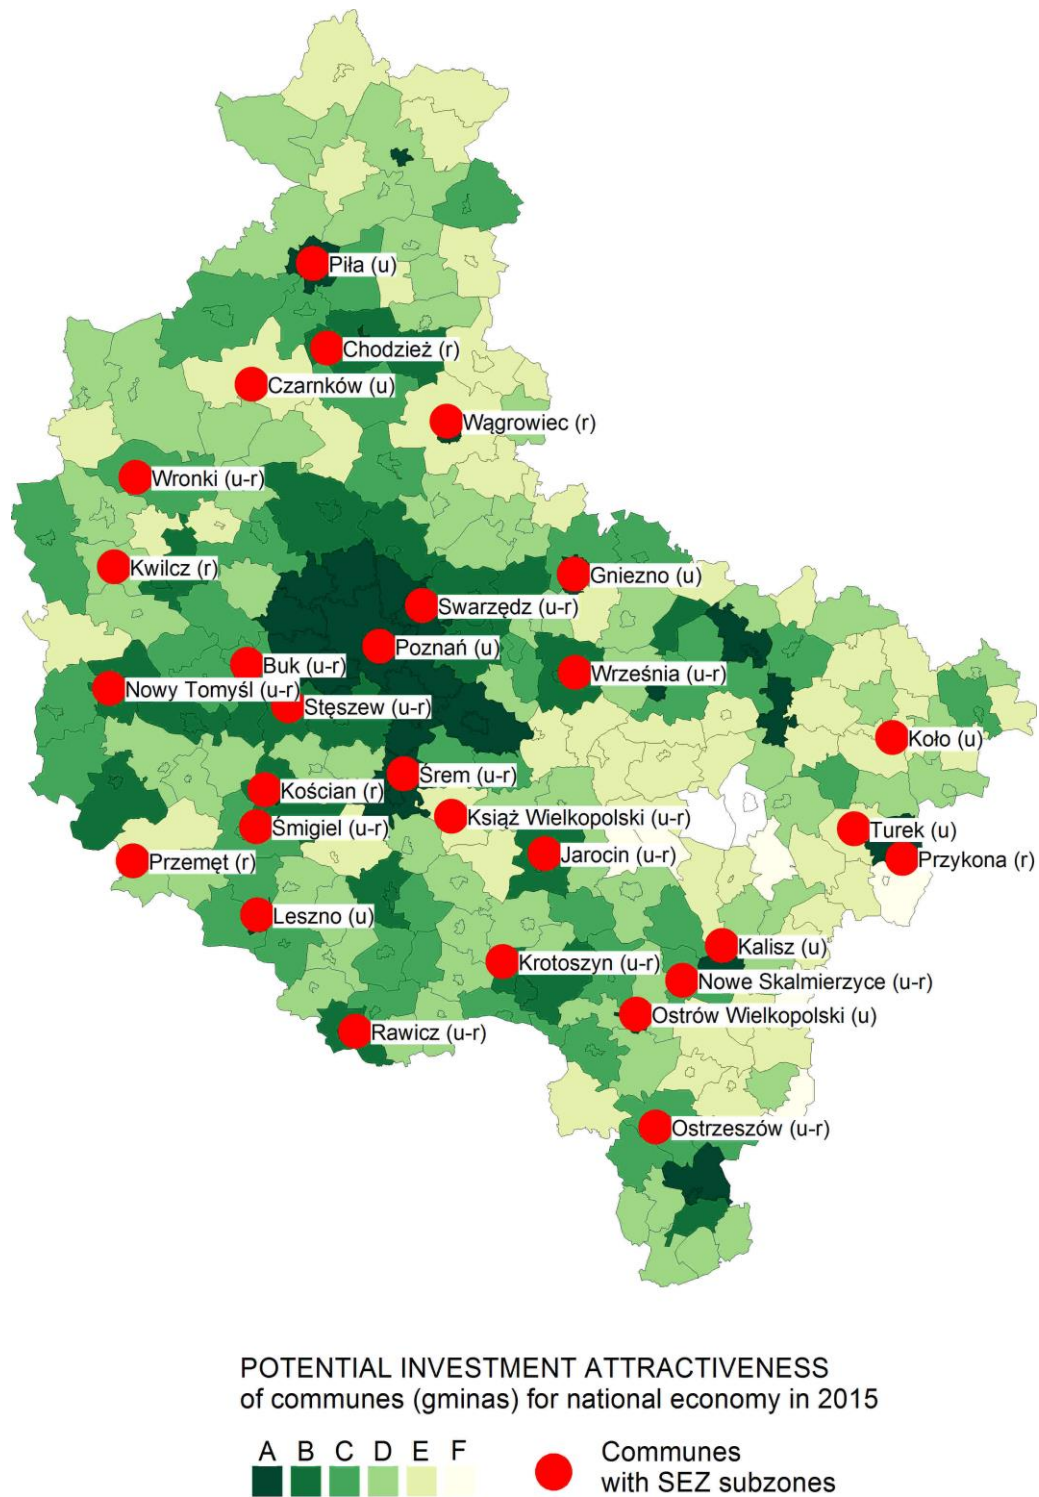 Piła (u)
Chodzież (r)
Czarnków (u)
Wągrowiec (r)
Wronki (u-r)
Kwilcz (r)
Gniezno (u)
Swarzędz (u-r)
Poznań (u)
Buk (u-r)
Września (u-r)
Nowy Tomyśl (u-r)
Stęszew (u-r)
Koło (u)
Śrem (u-r)
Kościan (r)
Książ Wielkopolski (u-r)
Śmigiel (u-r)
Turek (u)
Jarocin (u-r)
Przemęt (r)
Przykona (r)
Leszno (u)
Kalisz (u)
Krotoszyn (u-r)
Nowe Skalmierzyce (u-r)
Ostrów Wielkopolski (u)
Rawicz (u-r)
Ostrzeszów (u-r)
POTENTIAL INVESTMENT ATTRACTIVENESS
of communes (gminas) for national economy in 2015
A B C D E F
Communes
with SEZ subzones